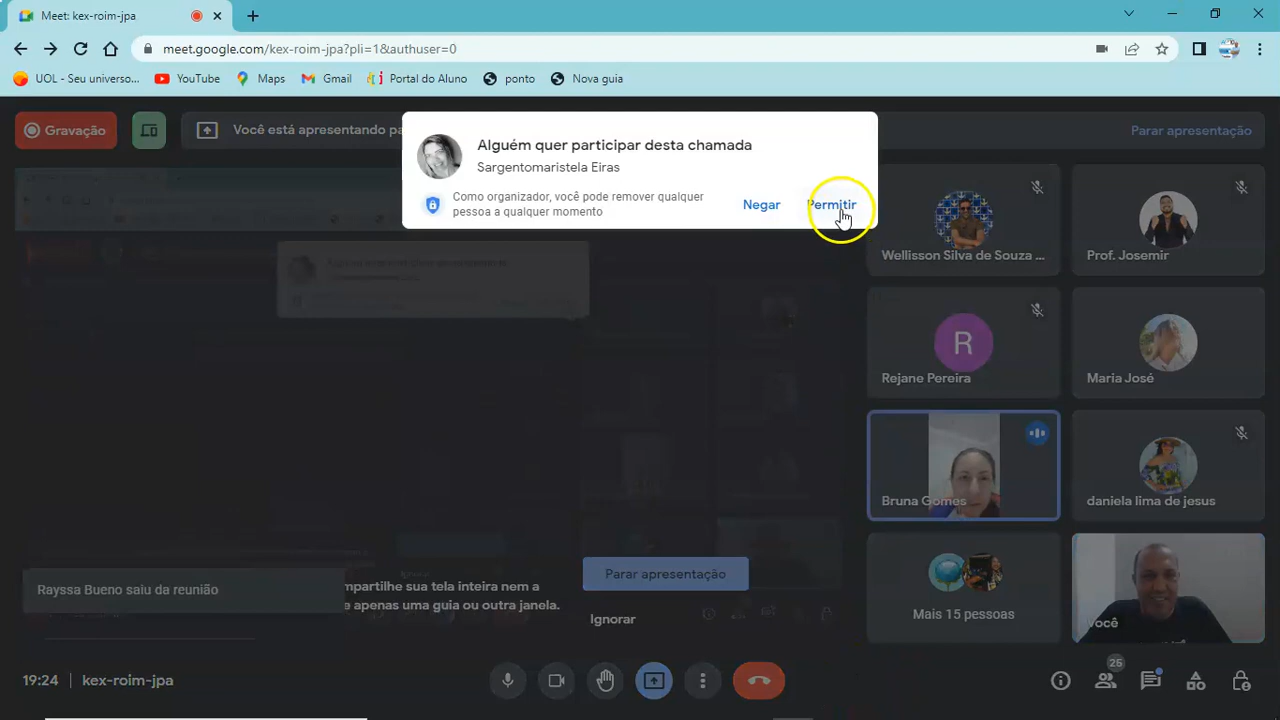 Meet: kex-roim-jpa
meet.google.com/kex-roim-jpa?pli=1&authuser=0
UOL - Seu universo...
YouTube
Maps
Gmail
Portal do Aluno
ponto
Nova guia
Gravação
Você está apresentando pa
Parar apresentação
Alguém quer participar desta chamada
Sargentomaristela Eiras
Como organizador, você pode remover qualquer
pessoa a qualquer momento
Negar
Permitir
Wellisson Silva de Souza ...
Prof. Josemir
R
Rejane Pereira
Maria José
Bruna Gomes
daniela lima de jesus
Mais 15 pessoas
Você
Rayssa Bueno saiu da reunião
mpartilhe sua tela inteira nem a
e apenas uma guia ou outra janela.
Parar apresentação
Ignorar
19:24 | kex-roim-jpa
25